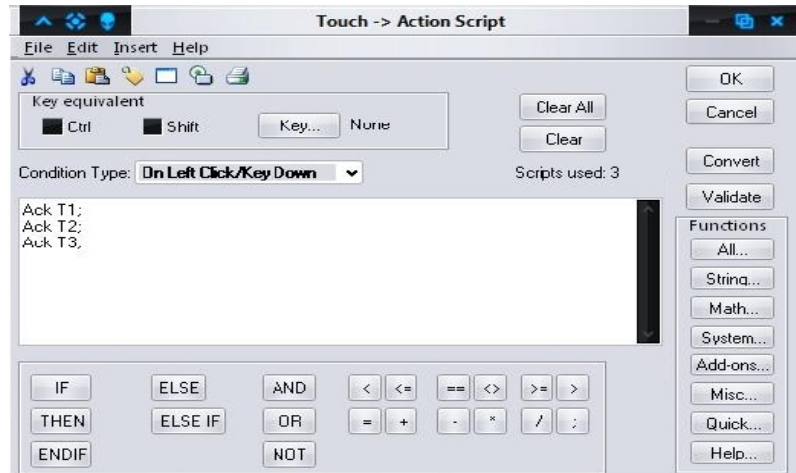 Touch -> Action Script
File Edit Insert Help
Key equivalent
Ctrl Shift Key... None
Clear All
Clear
OK
Cancel
Condition Type: On Left Click/Key Down
Scripts used: 3
Convert
Validate
Ack T1;
Ack T2;
Ack T3;
Functions
All...
String...
Math...
System...
Add-ons...
Misc...
Quick...
Help...
IF ELSE AND < <= == <> >= >
THEN ELSE IF OR = + - * / ;
ENDIF NOT